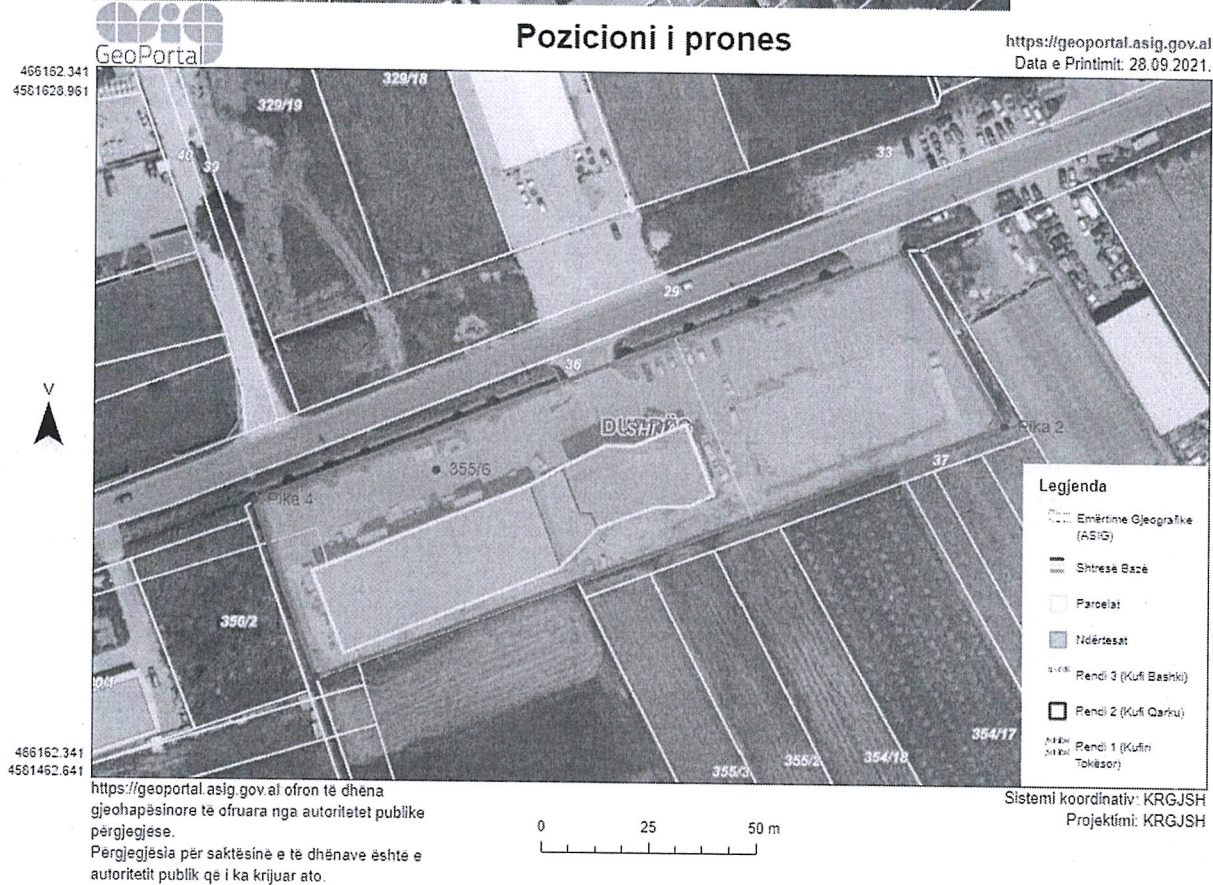 GeoPortal
Pozicioni i prones
https://geoportal.asig.gov.al
Data e Printimit: 28.09.2021.
466162.341
4581628.961
329/19
329/18
40
39
33
29
36
355/6
Pika 4
Pika 2
37
350/2
354/17
354/18
355/2
355/3
V
Legjenda
Emërtime Gjeografike
(ASIG)
Shtresë Bazë
Parcelat
Ndërtesat
Rendi 3 (Kufi Bashki)
Rendi 2 (Kufi Qarku)
Rendi 1 (Kufiri
Tokësor)
466162.341
4581462.641
https://geoportal.asig.gov.al ofron të dhëna
gjeohapësinore të ofruara nga autoritetet publike
përgjegjëse.
Përgjegjësia për saktësinë e të dhënave është e
autoritetit publik që i ka krijuar ato.
0 25 50 m
Sistemi koordinativ: KRGJSH
Projektimi: KRGJSH